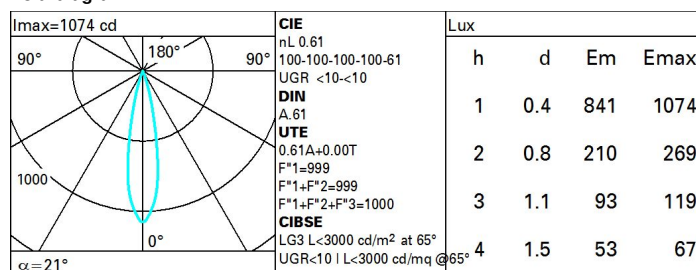 Imax=1074 cd
90°
180°
90°
1000
0°
α=21°
CIE
nL 0.61
100-100-100-100-61
UGR <10-<10
DIN
A.61
UTE
0.61A+0.00T
F"1=999
F"1+F"2=999
F"1+F"2+F"3=1000
CIBSE
LG3 L<3000 cd/m² at 65°
UGR<10 | L<3000 cd/mq @65°
Lux
h d Em Emax
1 0.4 841 1074
2 0.8 210 269
3 1.1 93 119
4 1.5 53 67